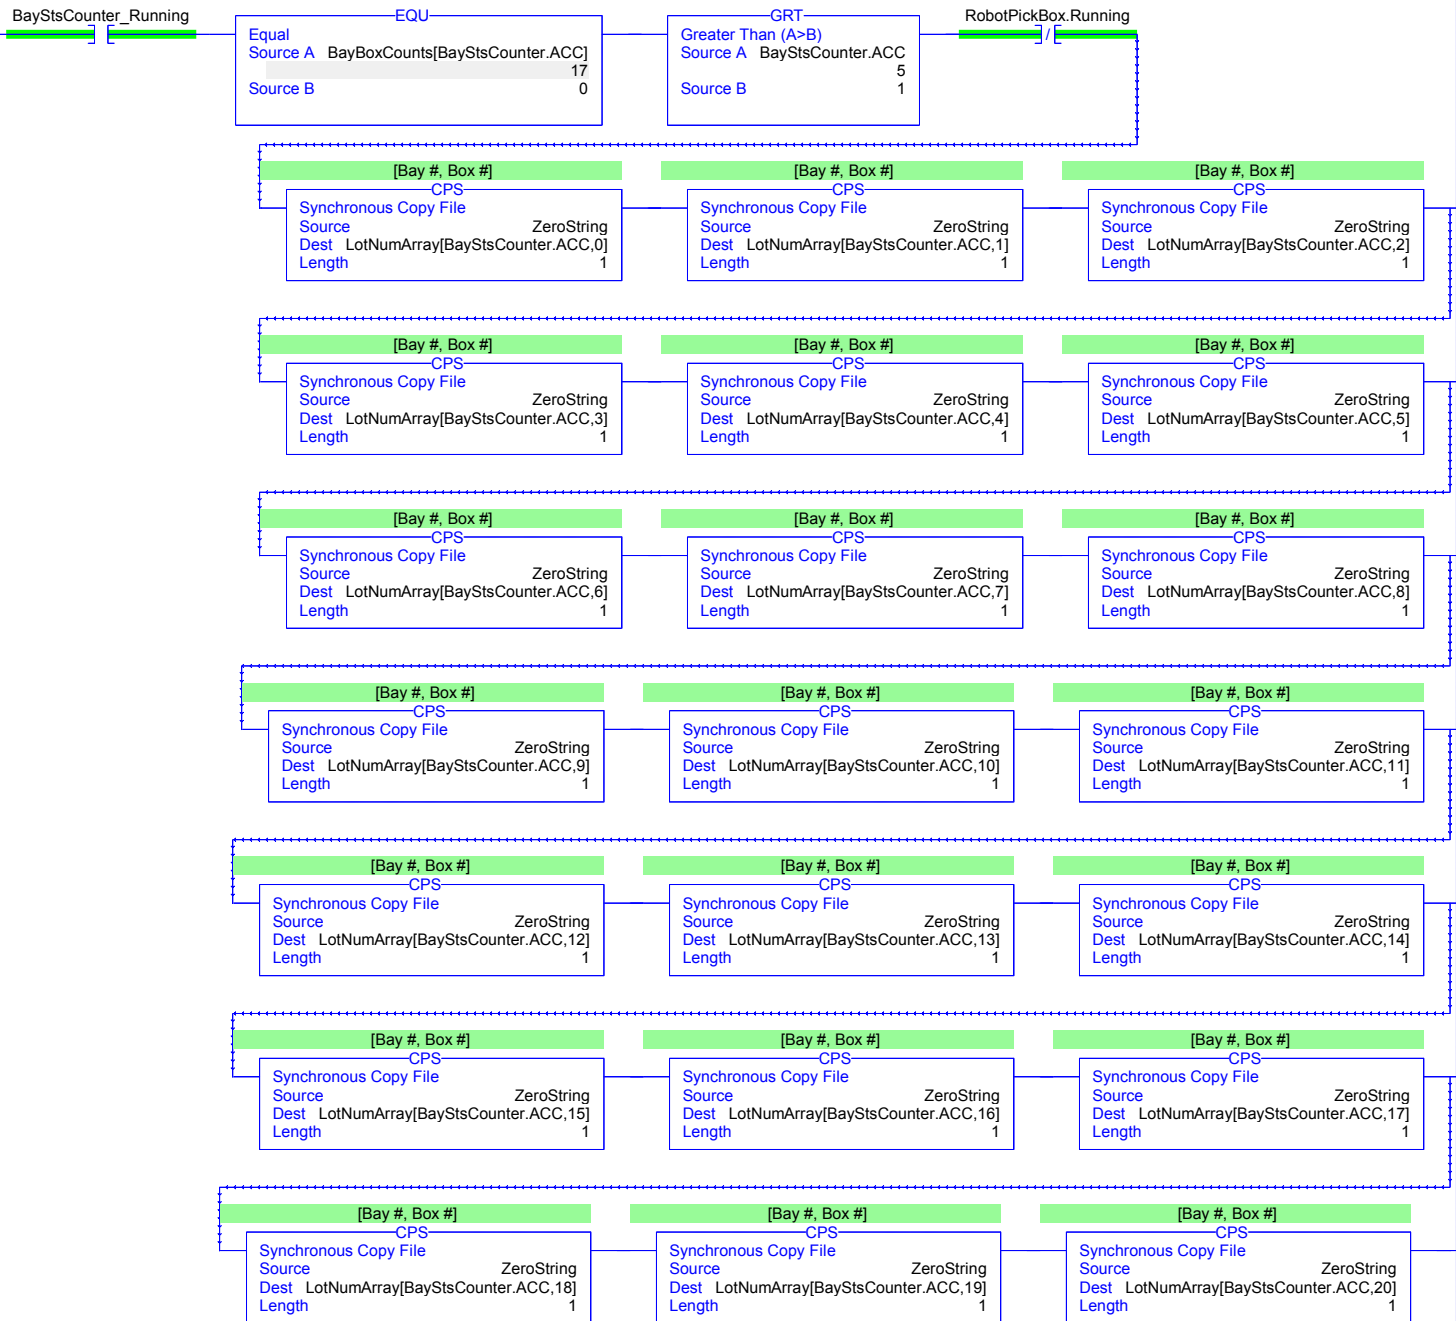 BayStsCounter_Running
EQU
Equal
Source A BayBoxCounts[BayStsCounter.ACC]
17
Source B 0
GRT
Greater Than (A>B)
Source A BayStsCounter.ACC
5
Source B 1
RobotPickBox.Running
/
[Bay #, Box #]
CPS
Synchronous Copy File
Source ZeroString
Dest LotNumArray[BayStsCounter.ACC,0]
Length 1
[Bay #, Box #]
CPS
Synchronous Copy File
Source ZeroString
Dest LotNumArray[BayStsCounter.ACC,1]
Length 1
[Bay #, Box #]
CPS
Synchronous Copy File
Source ZeroString
Dest LotNumArray[BayStsCounter.ACC,2]
Length 1
[Bay #, Box #]
CPS
Synchronous Copy File
Source ZeroString
Dest LotNumArray[BayStsCounter.ACC,3]
Length 1
[Bay #, Box #]
CPS
Synchronous Copy File
Source ZeroString
Dest LotNumArray[BayStsCounter.ACC,4]
Length 1
[Bay #, Box #]
CPS
Synchronous Copy File
Source ZeroString
Dest LotNumArray[BayStsCounter.ACC,5]
Length 1
[Bay #, Box #]
CPS
Synchronous Copy File
Source ZeroString
Dest LotNumArray[BayStsCounter.ACC,6]
Length 1
[Bay #, Box #]
CPS
Synchronous Copy File
Source ZeroString
Dest LotNumArray[BayStsCounter.ACC,7]
Length 1
[Bay #, Box #]
CPS
Synchronous Copy File
Source ZeroString
Dest LotNumArray[BayStsCounter.ACC,8]
Length 1
[Bay #, Box #]
CPS
Synchronous Copy File
Source ZeroString
Dest LotNumArray[BayStsCounter.ACC,9]
Length 1
[Bay #, Box #]
CPS
Synchronous Copy File
Source ZeroString
Dest LotNumArray[BayStsCounter.ACC,10]
Length 1
[Bay #, Box #]
CPS
Synchronous Copy File
Source ZeroString
Dest LotNumArray[BayStsCounter.ACC,11]
Length 1
[Bay #, Box #]
CPS
Synchronous Copy File
Source ZeroString
Dest LotNumArray[BayStsCounter.ACC,12]
Length 1
[Bay #, Box #]
CPS
Synchronous Copy File
Source ZeroString
Dest LotNumArray[BayStsCounter.ACC,13]
Length 1
[Bay #, Box #]
CPS
Synchronous Copy File
Source ZeroString
Dest LotNumArray[BayStsCounter.ACC,14]
Length 1
[Bay #, Box #]
CPS
Synchronous Copy File
Source ZeroString
Dest LotNumArray[BayStsCounter.ACC,15]
Length 1
[Bay #, Box #]
CPS
Synchronous Copy File
Source ZeroString
Dest LotNumArray[BayStsCounter.ACC,16]
Length 1
[Bay #, Box #]
CPS
Synchronous Copy File
Source ZeroString
Dest LotNumArray[BayStsCounter.ACC,17]
Length 1
[Bay #, Box #]
CPS
Synchronous Copy File
Source ZeroString
Dest LotNumArray[BayStsCounter.ACC,18]
Length 1
[Bay #, Box #]
CPS
Synchronous Copy File
Source ZeroString
Dest LotNumArray[BayStsCounter.ACC,19]
Length 1
[Bay #, Box #]
CPS
Synchronous Copy File
Source ZeroString
Dest LotNumArray[BayStsCounter.ACC,20]
Length 1